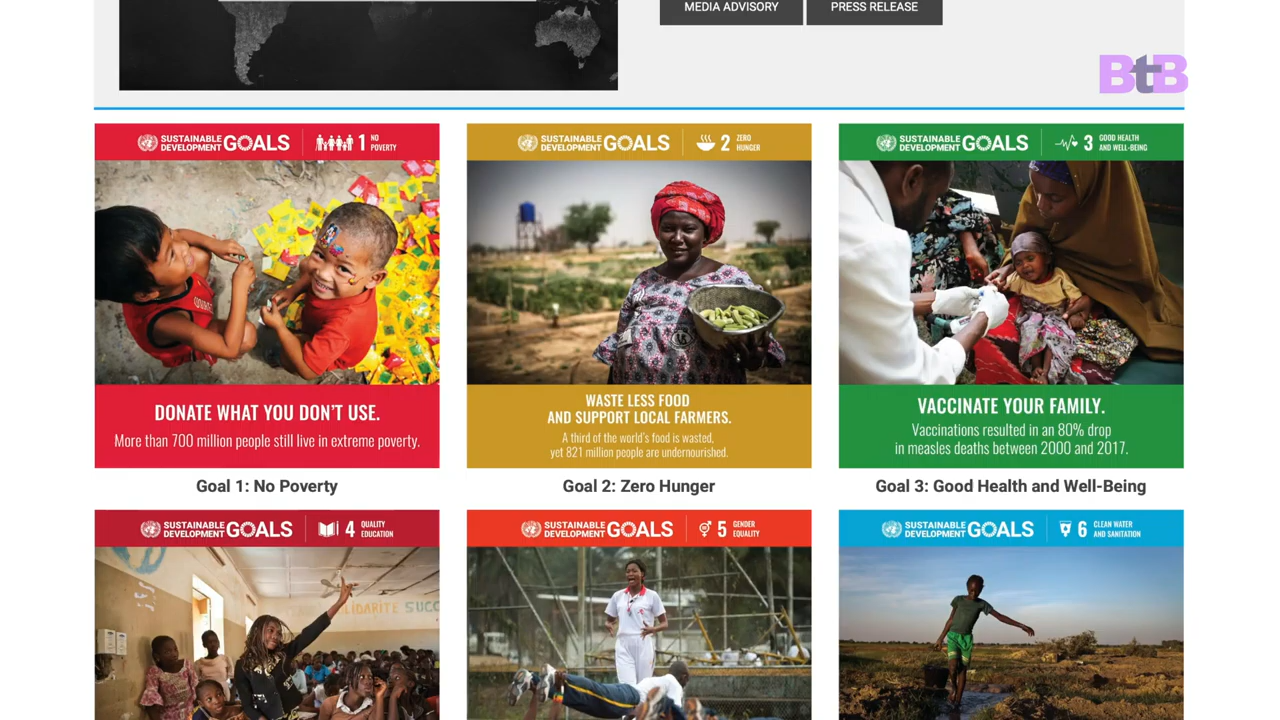 MEDIA ADVISORY
PRESS RELEASE
BtB
SUSTAINABLE
DEVELOPMENT GOALS
1 NO
POVERTY
SUSTAINABLE
DEVELOPMENT GOALS
2 ZERO
HUNGER
SUSTAINABLE
DEVELOPMENT GOALS
3 GOOD HEALTH
AND WELL-BEING
DONATE WHAT YOU DON'T USE.
More than 700 million people still live in extreme poverty.
WASTE LESS FOOD
AND SUPPORT LOCAL FARMERS.
A third of the world's food is wasted,
yet 821 million people are undernourished.
VACCINATE YOUR FAMILY.
Vaccinations resulted in an 80% drop
in measles deaths between 2000 and 2017.
Goal 1: No Poverty
Goal 2: Zero Hunger
Goal 3: Good Health and Well-Being
SUSTAINABLE
DEVELOPMENT GOALS
4 QUALITY
EDUCATION
SUSTAINABLE
DEVELOPMENT GOALS
5 GENDER
EQUALITY
SUSTAINABLE
DEVELOPMENT GOALS
6 CLEAN WATER
AND SANITATION
SUCC